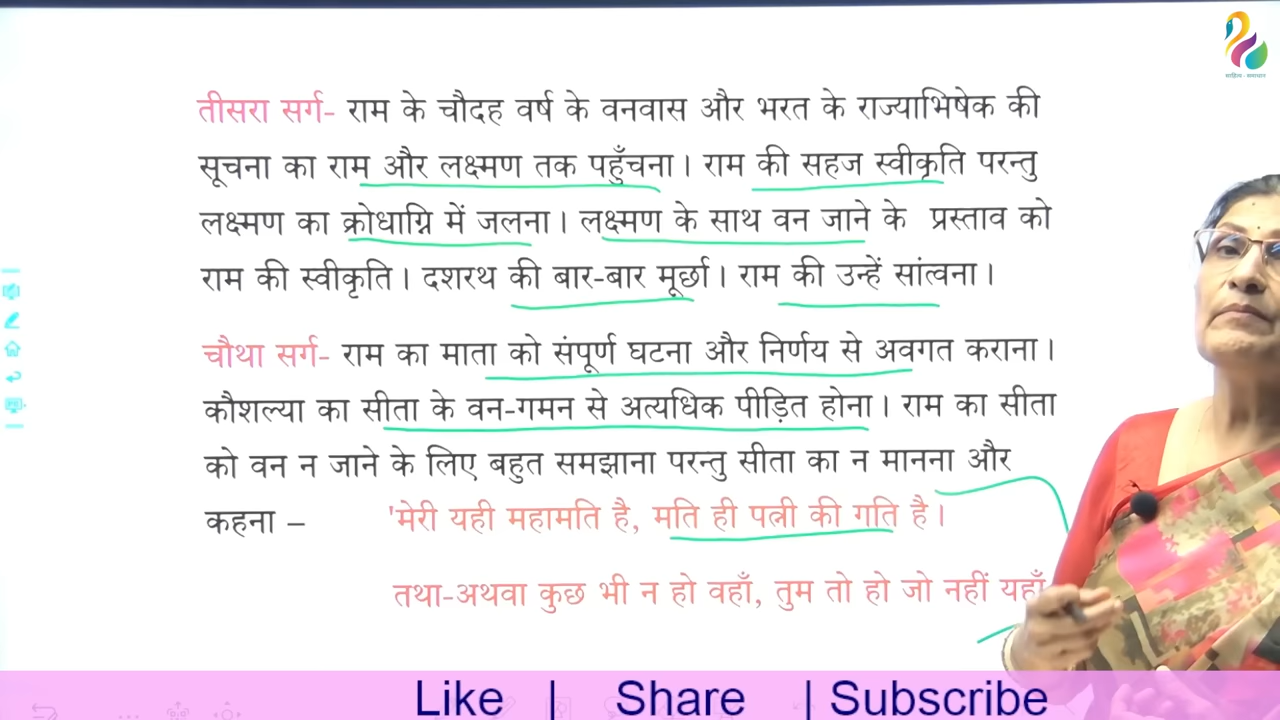 साहित्य - समाचार
तीसरा सर्ग- राम के चौदह वर्ष के वनवास और भरत के राज्याभिषेक की
सूचना का राम और लक्ष्मण तक पहुँचना। राम की सहज स्वीकृति परन्तु
लक्ष्मण का क्रोधाग्नि में जलना। लक्ष्मण के साथ वन जाने के प्रस्ताव को
राम की स्वीकृति। दशरथ की बार-बार मूर्छा। राम की उन्हें सांत्वना।
चौथा सर्ग- राम का माता को संपूर्ण घटना और निर्णय से अवगत कराना।
कौशल्या का सीता के वन-गमन से अत्यधिक पीड़ित होना। राम का सीता
को वन न जाने के लिए बहुत समझाना परन्तु सीता का न मानना और
कहना – 'मेरी यही महामति है, मति ही पत्नी की गति है।
तथा-अथवा कुछ भी न हो वहाँ, तुम तो हो जो नहीं यहाँ
Like | Share | Subscribe